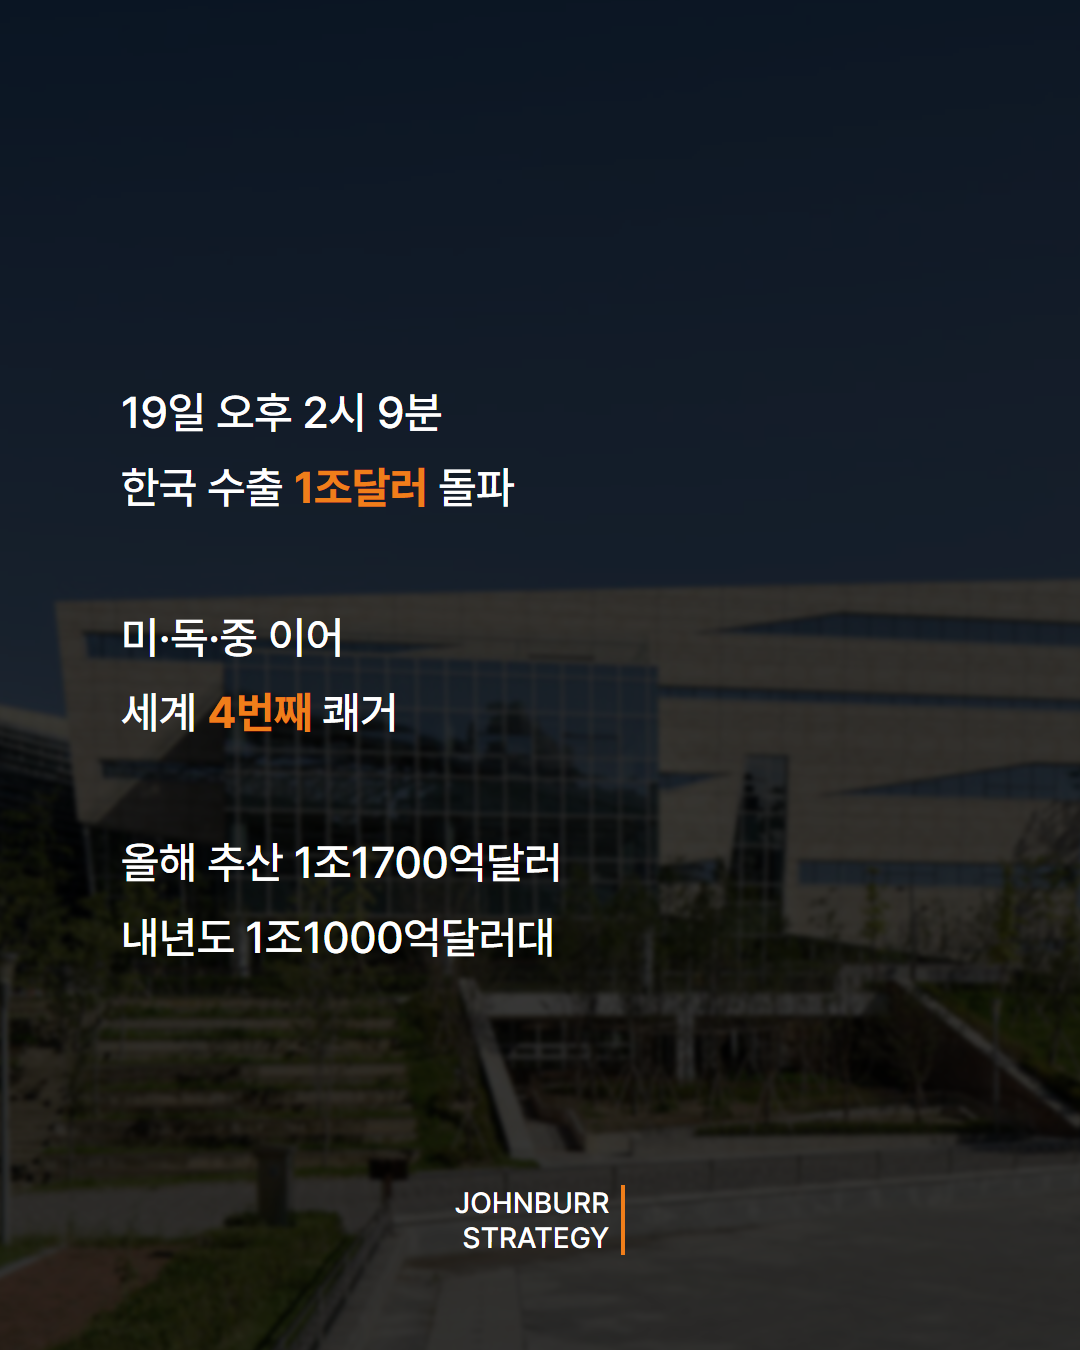 19일 오후 2시 9분
한국 수출 1조달러 돌파
미·독·중 이어
세계 4번째 쾌거
올해 추산 1조1700억달러
내년도 1조1000억달러대
JOHNBURR
STRATEGY